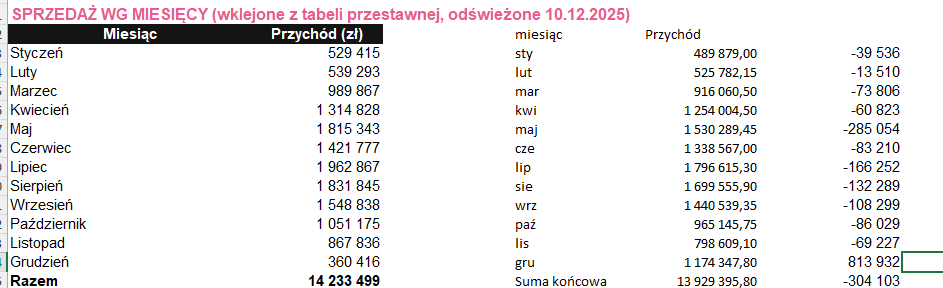 SPRZEDAŻ WG MIESIĘCY (wklejone z tabeli przestawnej, odświeżone 10.12.2025)
Miesiąc Przychód (zł) miesiąc Przychód
Styczeń 529 415 sty 489 879,00 -39 536
Luty 539 293 lut 525 782,15 -13 510
Marzec 989 867 mar 916 060,50 -73 806
Kwiecień 1 314 828 kwi 1 254 004,50 -60 823
Maj 1 815 343 maj 1 530 289,45 -285 054
Czerwiec 1 421 777 cze 1 338 567,00 -83 210
Lipiec 1 962 867 lip 1 796 615,30 -166 252
Sierpień 1 831 845 sie 1 699 555,90 -132 289
Wrzesień 1 548 838 wrz 1 440 539,35 -108 299
Październik 1 051 175 paź 965 145,75 -86 029
Listopad 867 836 lis 798 609,10 -69 227
Grudzień 360 416 gru 1 174 347,80 813 932
Razem 14 233 499 Suma końcowa 13 929 395,80 -304 103